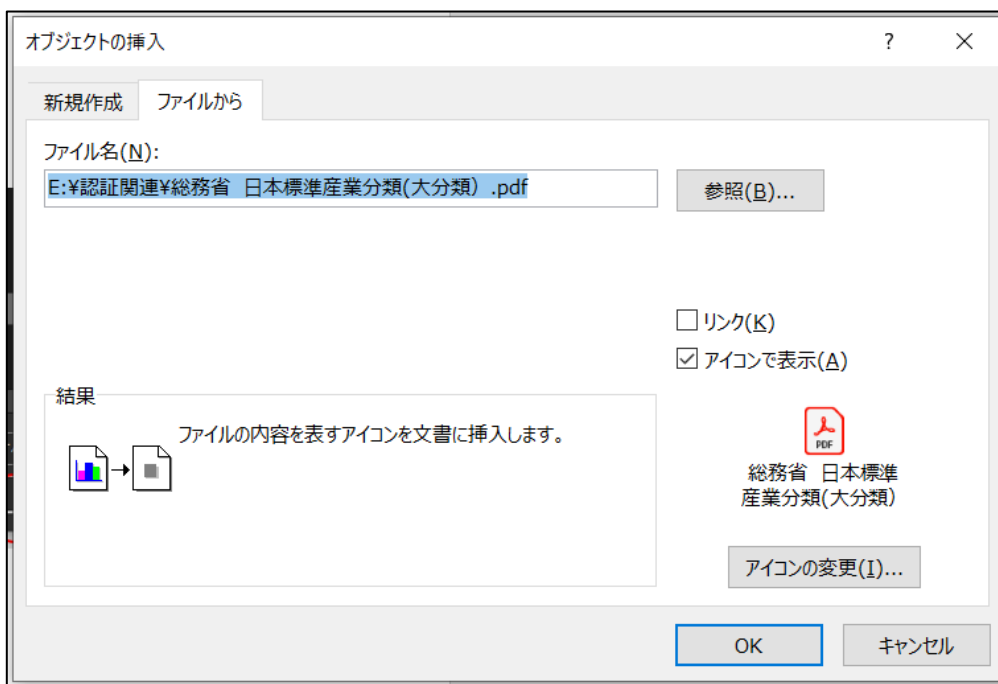 オブジェクトの挿入
?
新規作成
ファイルから
ファイル名(N):
E:¥認証関連¥総務省 日本標準産業分類(大分類）.pdf
参照(B)...
リンク(K)
アイコンで表示(A)
結果
ファイルの内容を表すアイコンを文書に挿入します。
PDF
総務省 日本標準
産業分類(大分類）
アイコンの変更(I)...
OK
キャンセル